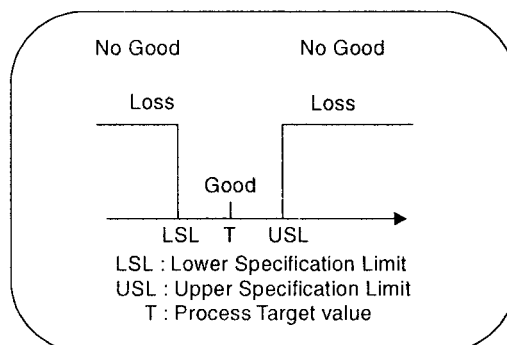 No Good No Good
Loss Loss
Good
LSL T USL
LSL : Lower Specification Limit
USL : Upper Specification Limit
T : Process Target value